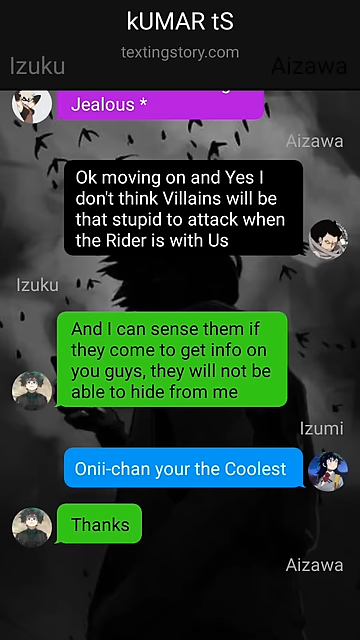 kUMAR tS
textingstory.com
Izuku
Aizawa
Jealous *
Aizawa
Ok moving on and Yes I
don't think Villains will be
that stupid to attack when
the Rider is with Us
Izuku
And I can sense them if
they come to get info on
you guys, they will not be
able to hide from me
Izumi
Onii-chan your the Coolest
Thanks
Aizawa